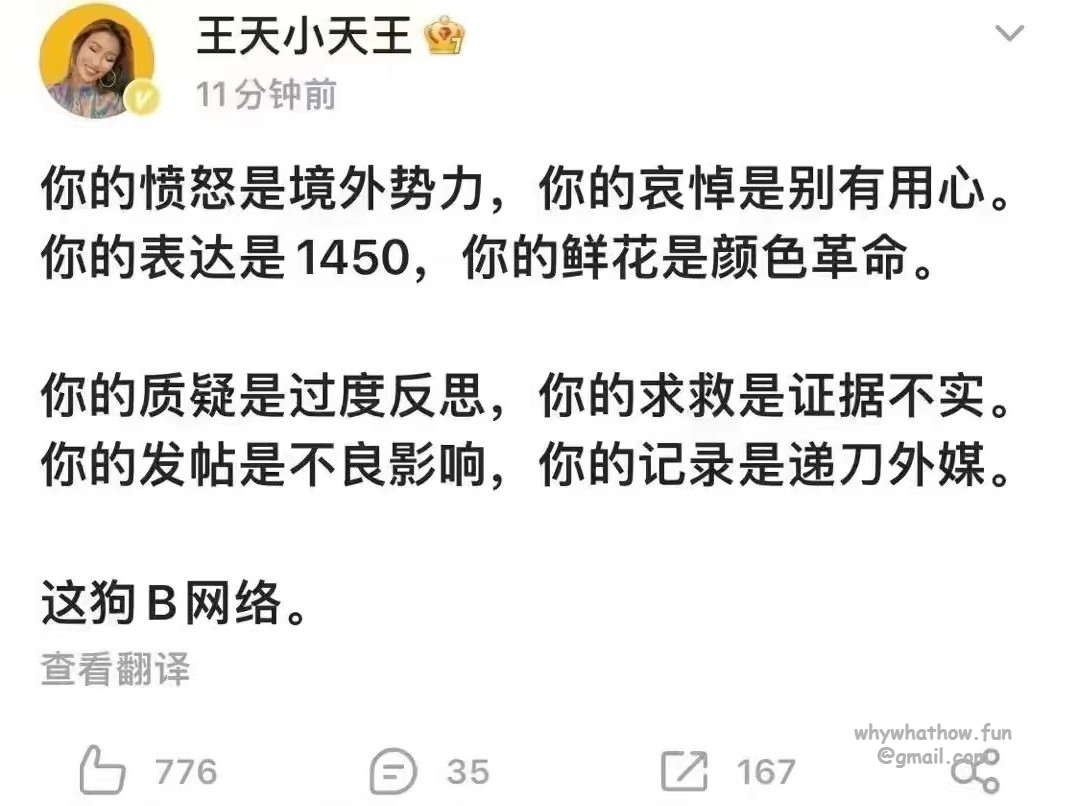 王天小天王
11分钟前
你的愤怒是境外势力，你的哀悼是别有用心。
你的表达是1450，你的鲜花是颜色革命。
你的质疑是过度反思，你的求救是证据不实。
你的发帖是不良影响，你的记录是递刀外媒。
这狗B网络。
查看翻译
whywhathow.fun
@gmail.com
776 35 167